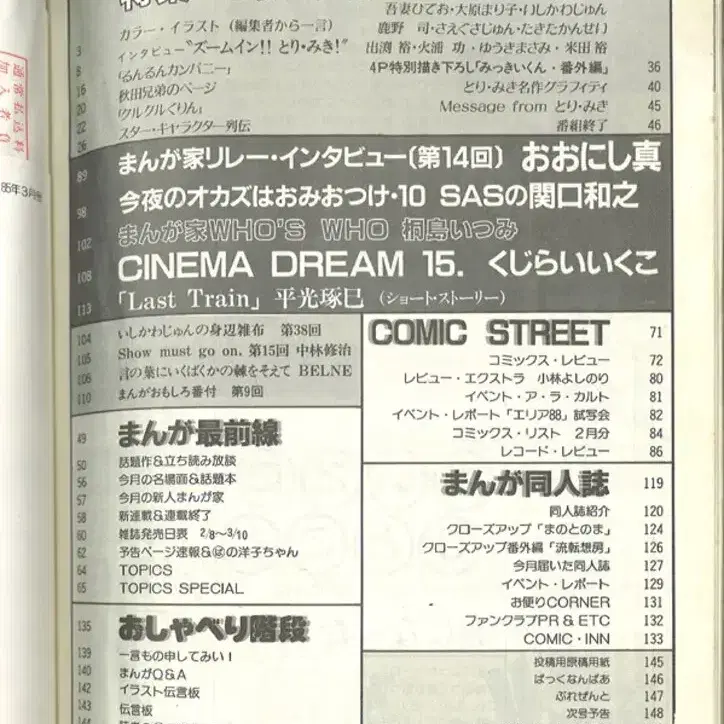 吾妻ひでお・大原まり子・いしかわじゅん
カラー・イラスト(編集者から一言)
鹿野 司・さえぐさじゅん・たきたかんせい
3 インタビュー"ズームイン!! とり・みき!"
出渕 裕・火浦 功・ゆうきまさみ・米田 裕
8 「るんるんカンパニー」
4P特別描き下ろし「みっきいくん・番外編」 36
16 秋田兄弟のページ
とり・みき名作グラフィティ 40
20 「クルクルくりん」
Message from とり・みき 45
22 スター・キャラクター列伝
番組終了 46
26
89 まんが家リレー・インタビュー〔第14回〕 おおにし真
98 今夜のオカズはおみおつけ・10 SASの関口和之
102 まんが家WHO'S WHO 桐島いつみ
108 CINEMA DREAM 15. くじらいいくこ
113 「Last Train」平光琢巳 (ショート・ストーリー)
104 いしかわじゅんの身辺雑布 第38回
105 Show must go on. 第15回 中林修治
106 言の葉にいくばくかの棘をそえて BELNE
110 まんがおもしろ番付 第9回
COMIC STREET 71
コミックス・レビュー 72
レビュー・エクストラ 小林よしのり 80
イベント・ア・ラ・カルト 81
イベント・レポート「エリア88」試写会 82
コミックス・リスト 2月分 84
レコード・レビュー 86
49 まんが最前線
50 話題作&立ち読み放談
56 今月の名場面&話題本
57 今月の新人まんが家
58 新連載&連載終了
60 雑誌発売日表 2/8〜3/10
62 予告ページ速報&ぱの洋子ちゃん
64 TOPICS
65 TOPICS SPECIAL
まんが同人誌 119
同人誌紹介 120
クローズアップ「まのとのま」 124
クローズアップ番外編「流転想房」 126
今月届いた同人誌 127
イベント・レポート 129
お便りCORNER 131
ファンクラブPR & ETC 132
COMIC・INN 133
135 おしゃべり階段
139 一言もの申してみい!
140 まんがQ&A
142 イラスト伝言板
143 伝言板
144
投稿用原稿用紙 145
ぱっくなんばあ 146
ぷれぜんと 147
次号予告 148
通常払込料
加入者
85年3月